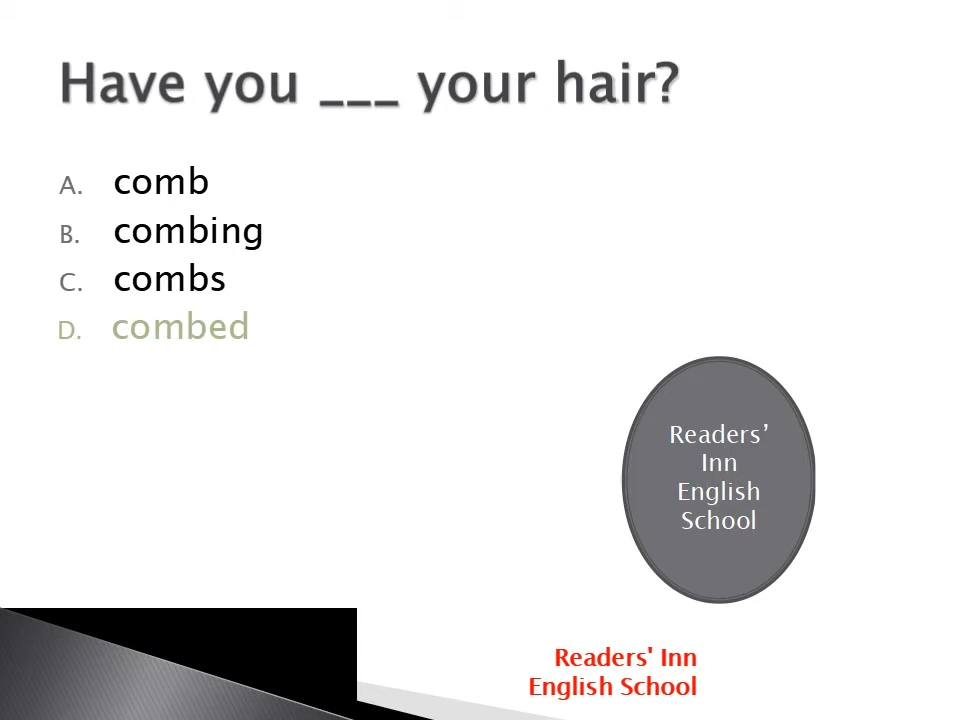 Have you ___ your hair?
A. comb
B. combing
C. combs
D. combed
Readers’
Inn
English
School
Readers' Inn
English School